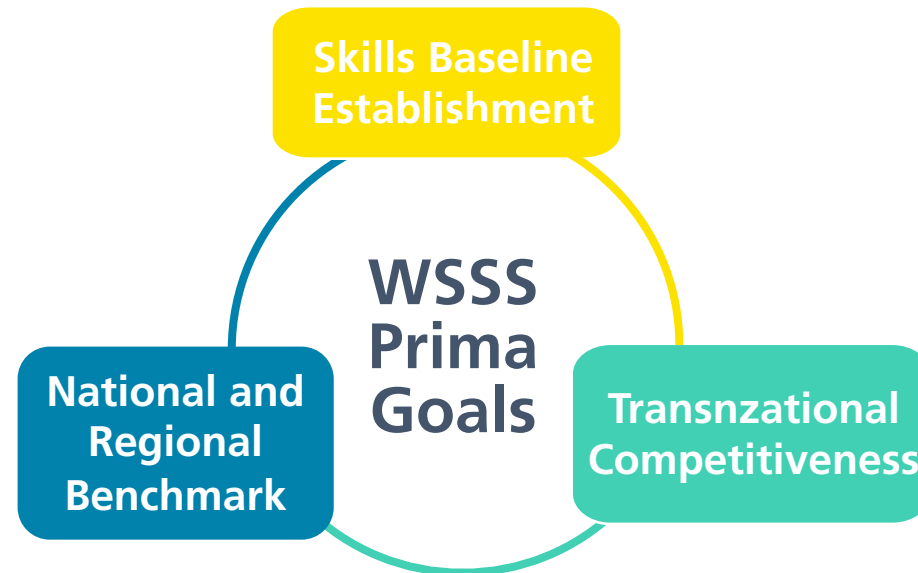 Skills Baseline
Establishment
WSSS
Prima
Goals
National and
Regional
Benchmark
Transnzational
Competitiveness